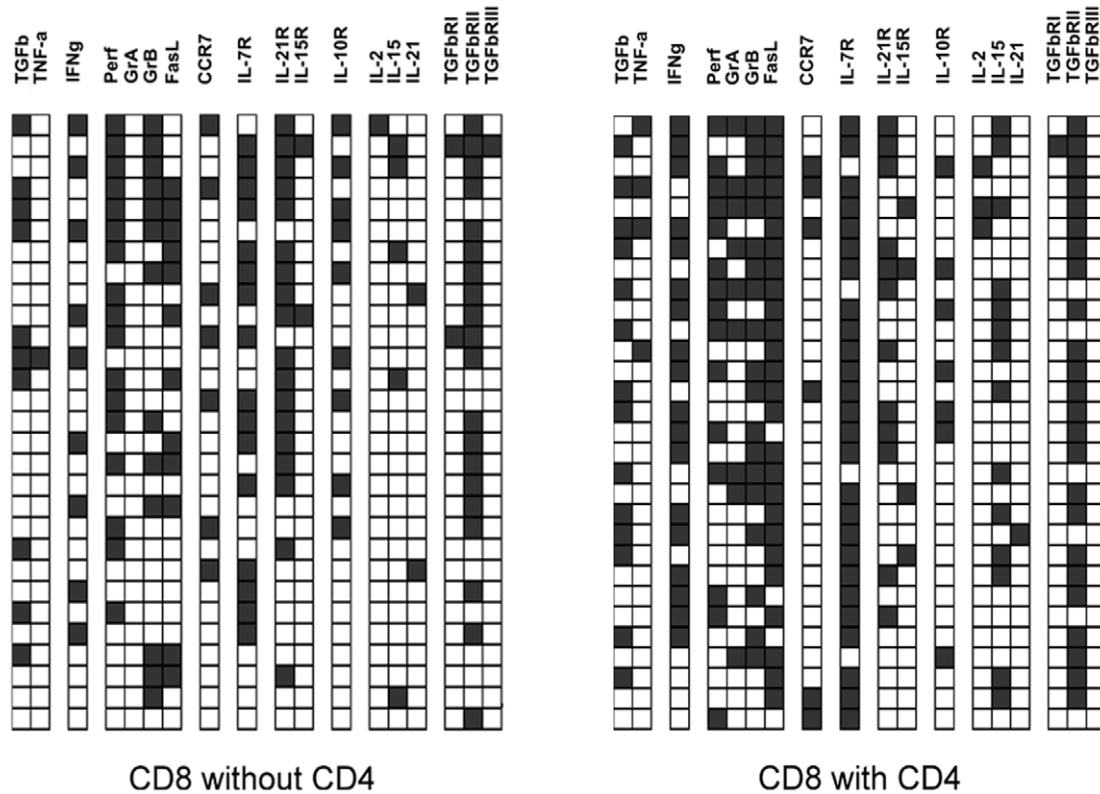 TGFb TNF-a IFNg Perf GrA GrB FasL CCR7 IL-7R IL-21R IL-15R IL-10R IL-2 IL-15 IL-21 TGFbRI TGFbRII TGFbRIII
TGFb TNF-a IFNg Perf GrA GrB FasL CCR7 IL-7R IL-21R IL-15R IL-10R IL-2 IL-15 IL-21 TGFbRI TGFbRII TGFbRIII
CD8 without CD4
CD8 with CD4